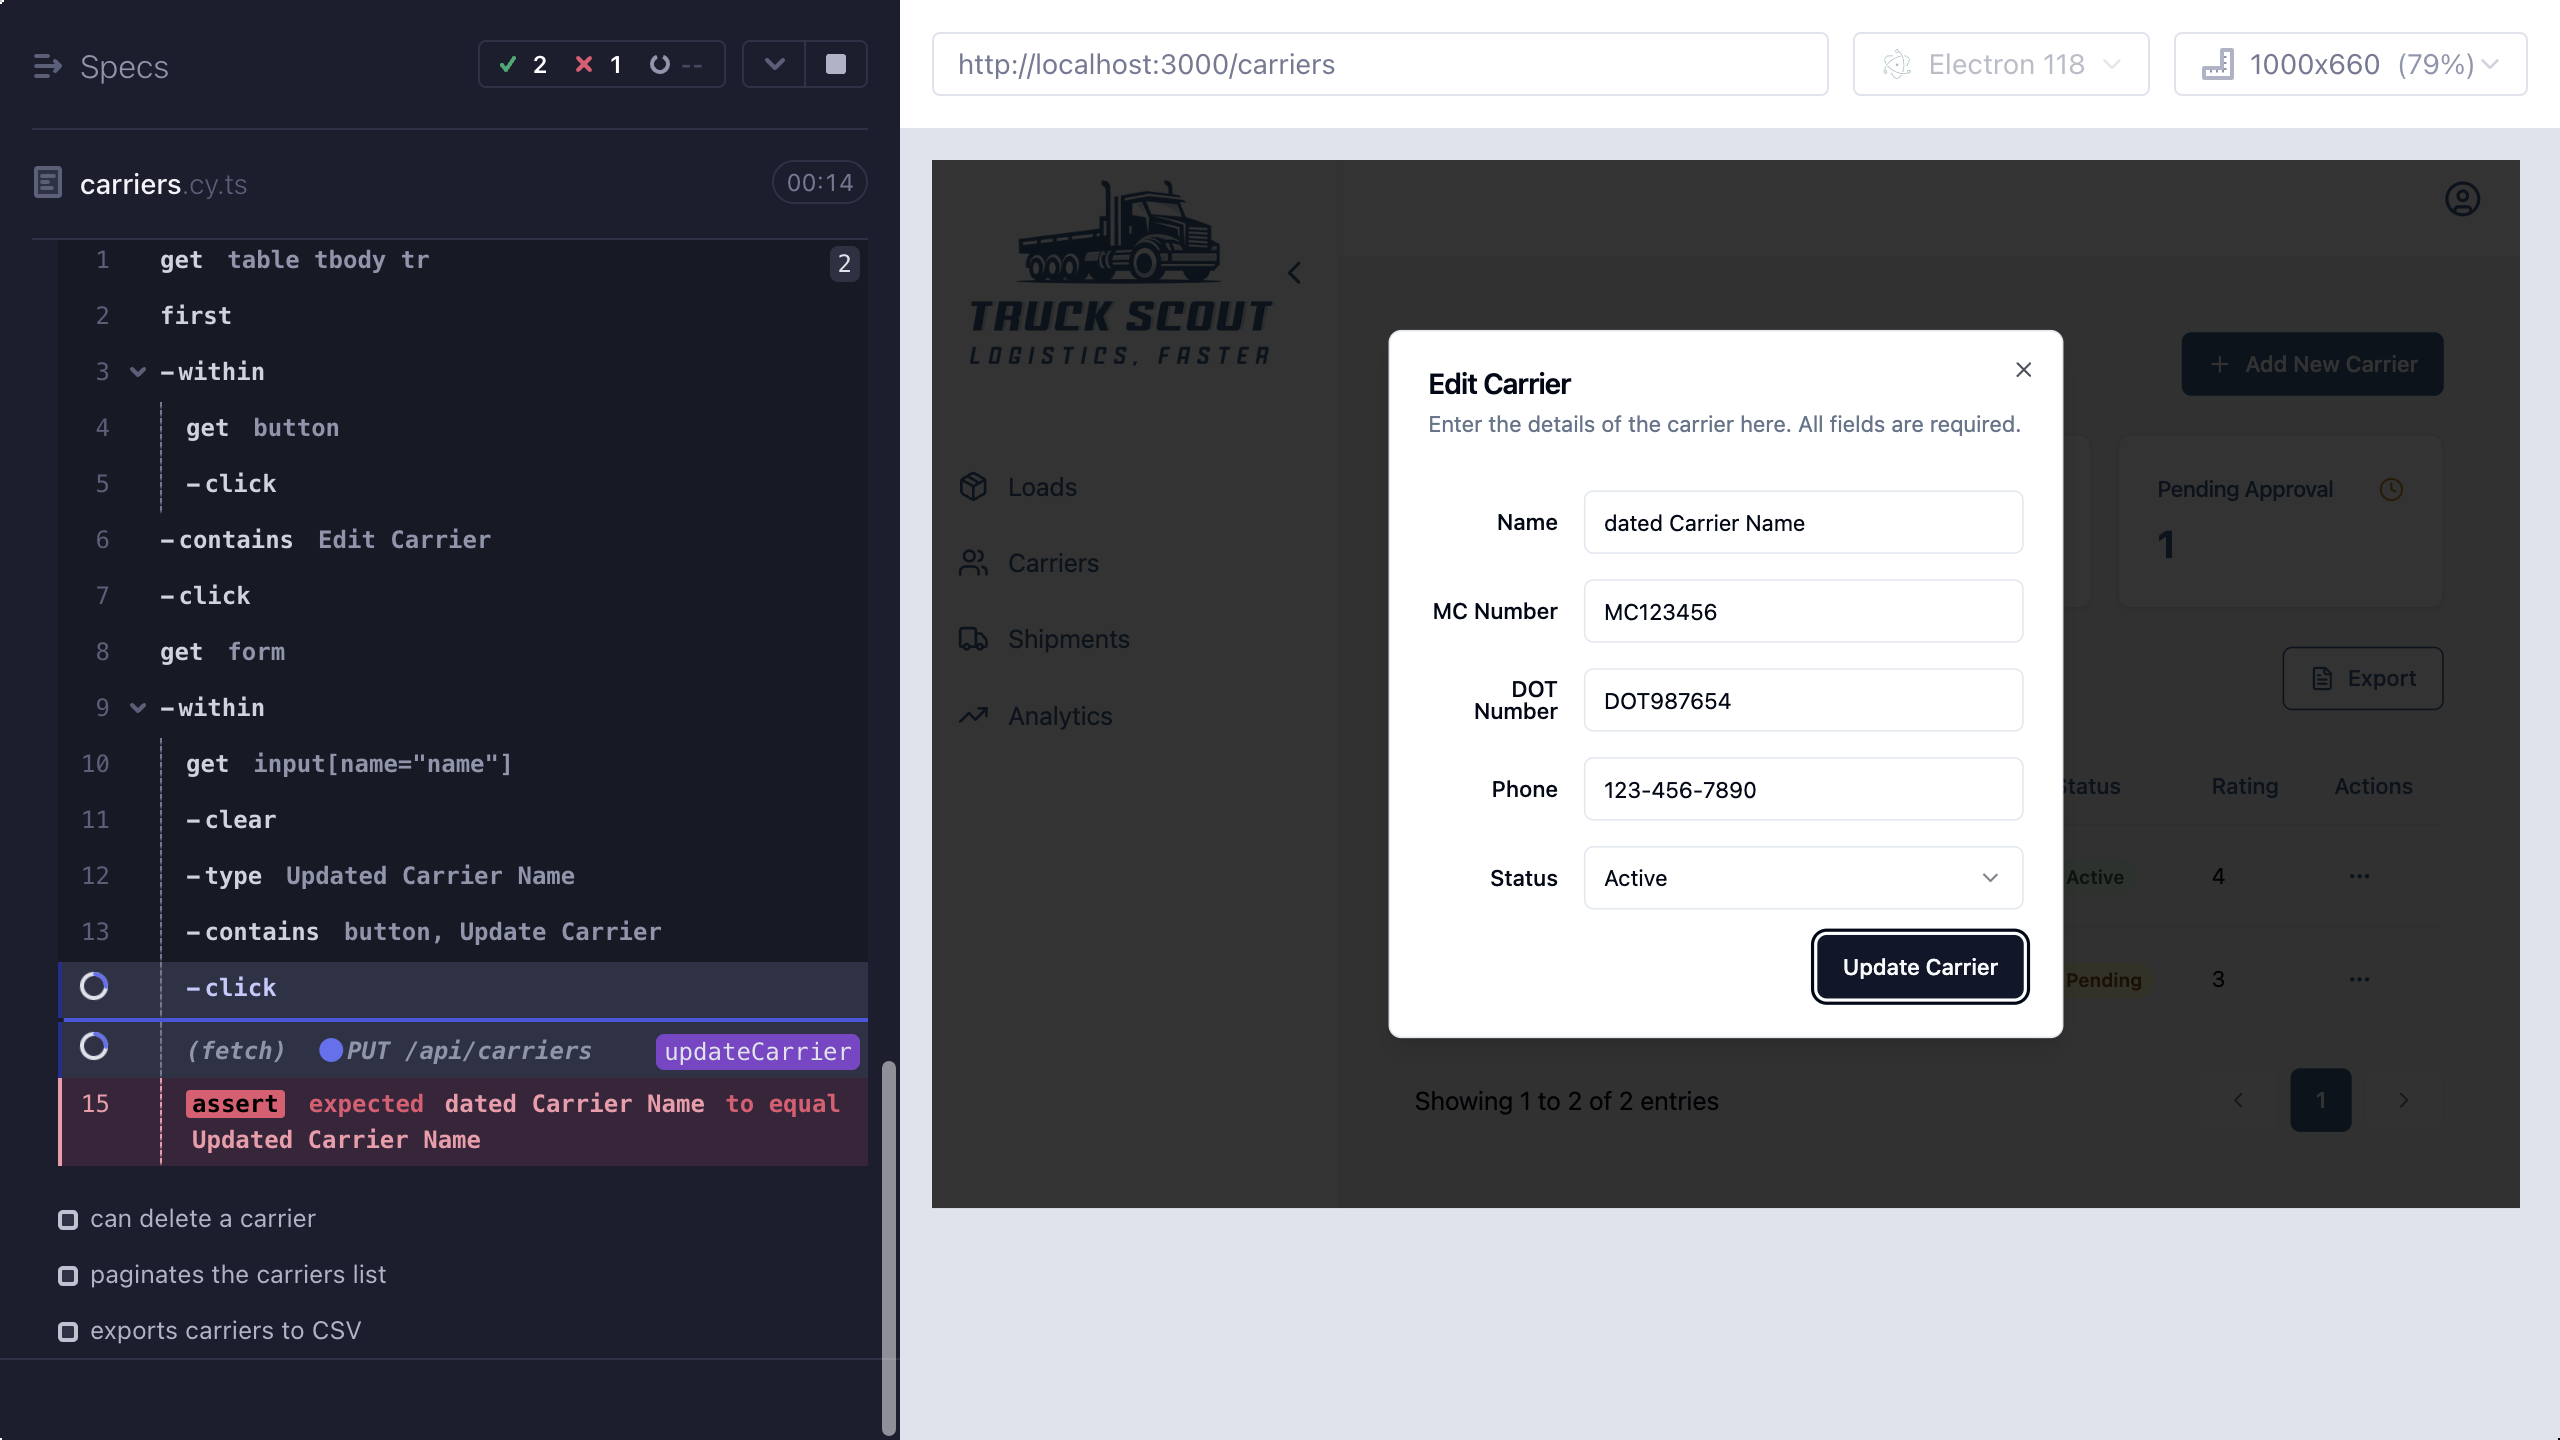 Specs
2
1
--
carriers.cy.ts
00:14
1 get table tbody tr 2
2 first
3 -within
4 get button
5 -click
6 -contains Edit Carrier
7 -click
8 get form
9 -within
10 get input[name="name"]
11 -clear
12 -type Updated Carrier Name
13 -contains button, Update Carrier
-click
(fetch) PUT /api/carriers updateCarrier
15 assert expected dated Carrier Name to equal
Updated Carrier Name
can delete a carrier
paginates the carriers list
exports carriers to CSV
http://localhost:3000/carriers
Electron 118
1000x660 (79%)
TRUCK SCOUT
LOGISTICS, FASTER
Loads
Carriers
Shipments
Analytics
Add New Carrier
Pending Approval
1
Export
Status Rating Actions
Active 4 ...
Pending 3 ...
Showing 1 to 2 of 2 entries
1
Edit Carrier
Enter the details of the carrier here. All fields are required.
Name dated Carrier Name
MC Number MC123456
DOT
Number
DOT987654
Phone 123-456-7890
Status Active
Update Carrier